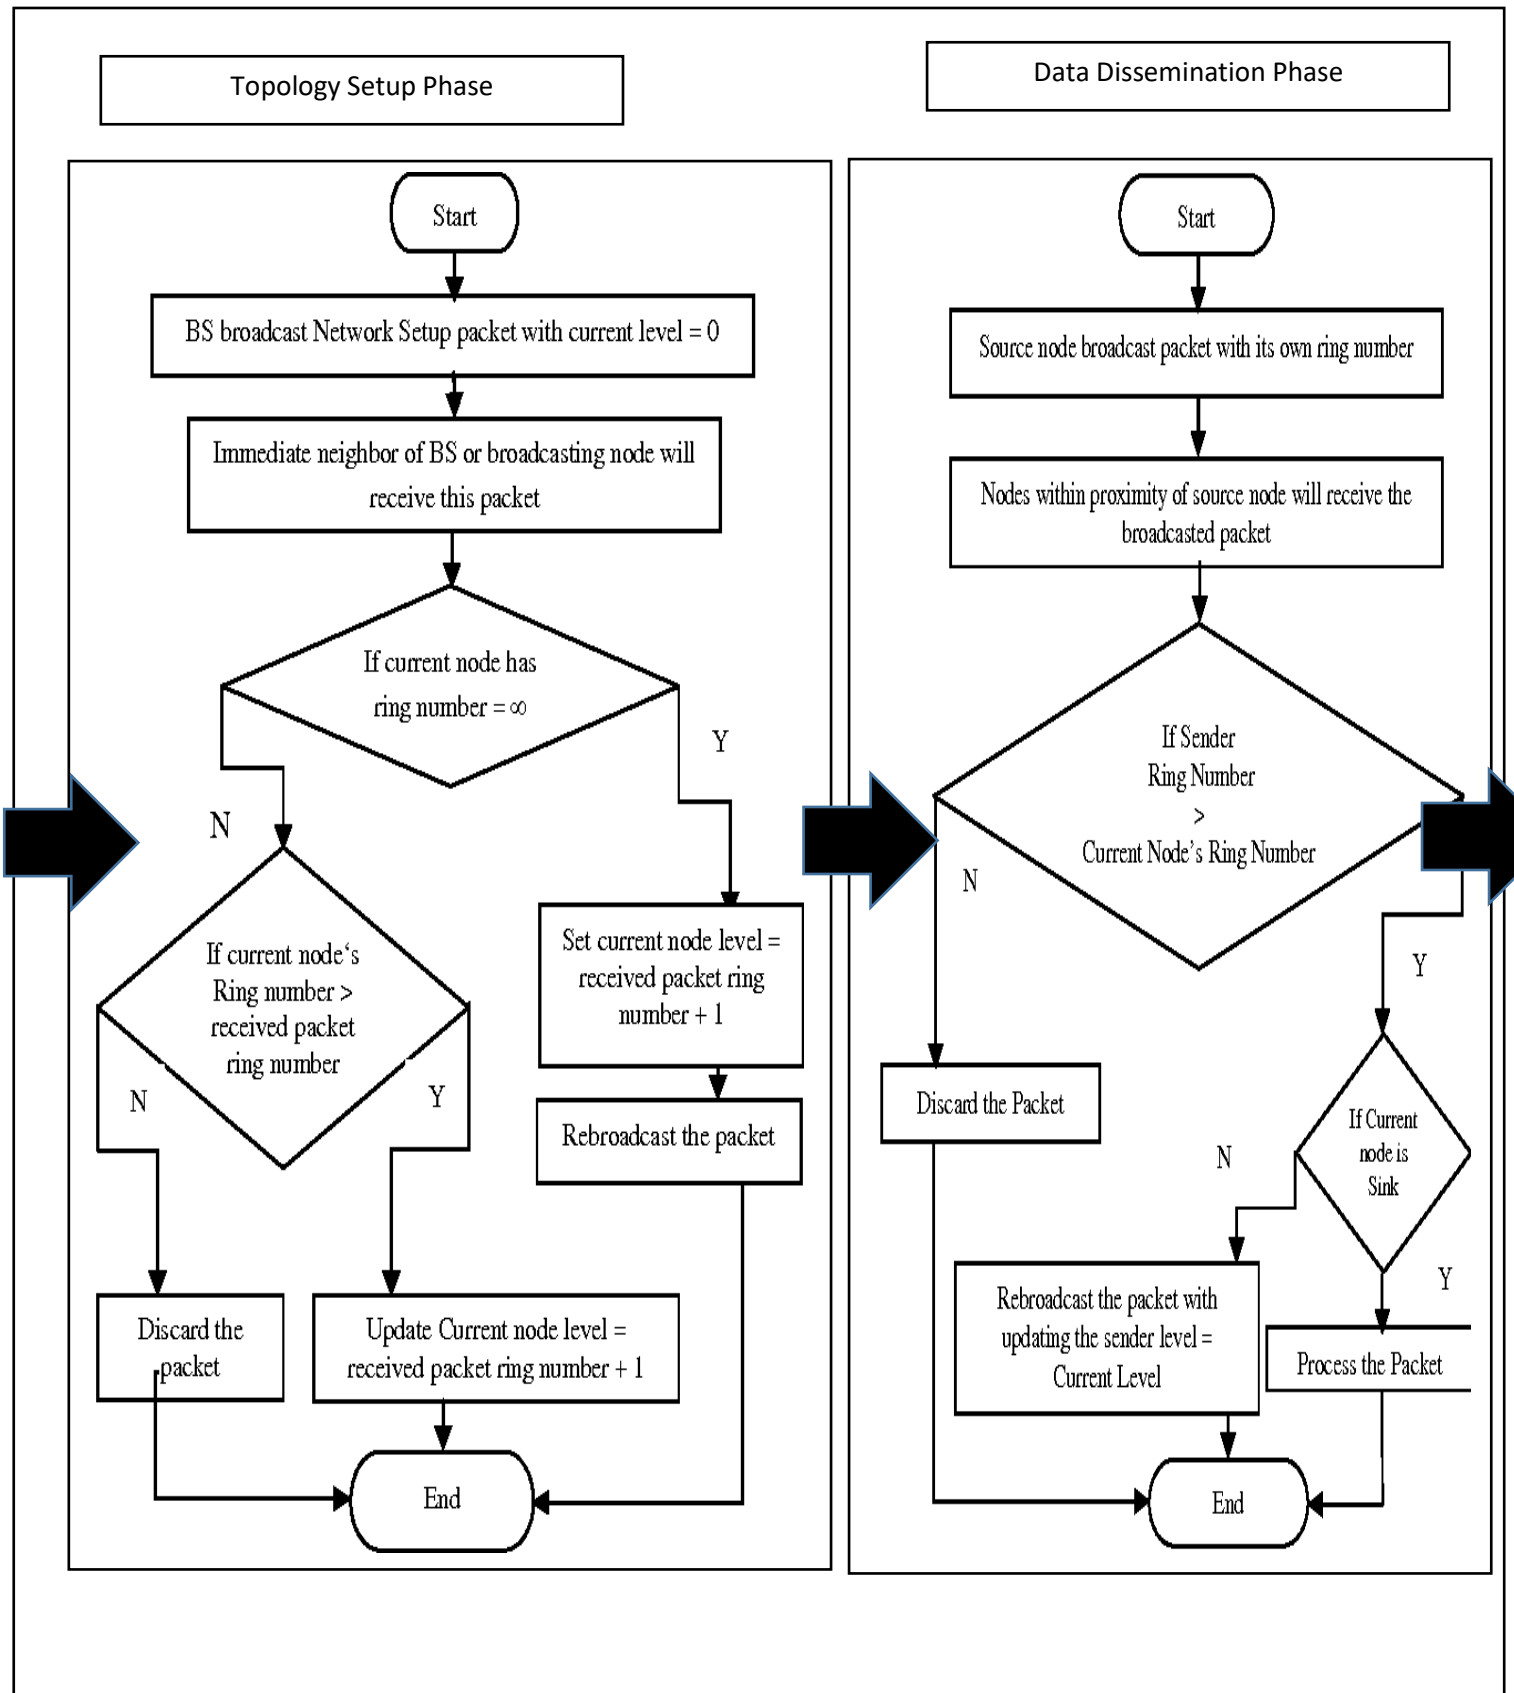 Topology Setup Phase
Start
BS broadcast Network Setup packet with current level = 0
Immediate neighbor of BS or broadcasting node will
receive this packet
If current node has
ring number = ∞
Y
N
If current node‘s
Ring number >
received packet
ring number
N
Y
Set current node level =
received packet ring
number + 1
Rebroadcast the packet
Discard the
packet
Update Current node level =
received packet ring number + 1
End
Data Dissemination Phase
Start
Source node broadcast packet with its own ring number
Nodes within proximity of source node will receive the
broadcasted packet
If Sender
Ring Number
>
Current Node’s Ring Number
N
Y
Discard the Packet
If Current
node is
Sink
N
Y
Rebroadcast the packet with
updating the sender level =
Current Level
Process the Packet
End